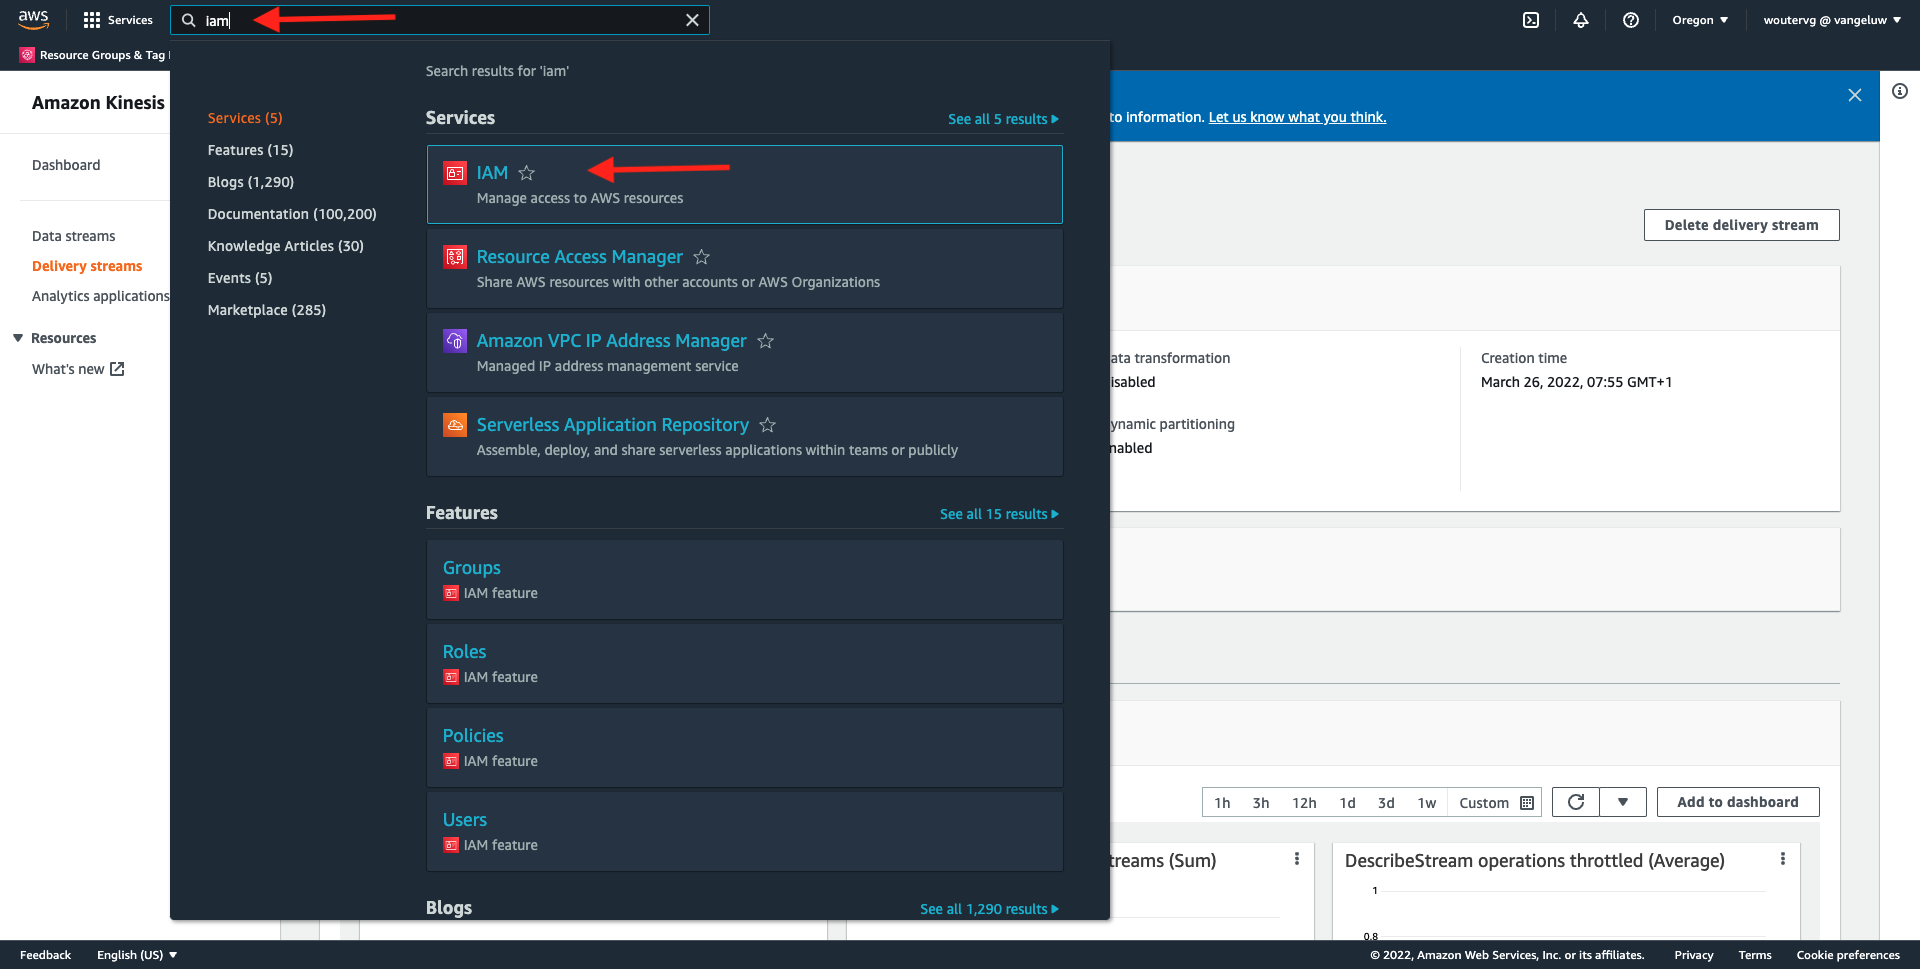 aws
Services
iam
Oregon
woutervg @ vangeluw
Resource Groups & Tag
Search results for 'iam'
Amazon Kinesis
Dashboard
Data streams
Delivery streams
Analytics applications
Resources
What's new
Services (5)
Features (15)
Blogs (1,290)
Documentation (100,200)
Knowledge Articles (30)
Events (5)
Marketplace (285)
Services
See all 5 results
IAM
Manage access to AWS resources
Resource Access Manager
Share AWS resources with other accounts or AWS Organizations
Amazon VPC IP Address Manager
Managed IP address management service
Serverless Application Repository
Assemble, deploy, and share serverless applications within teams or publicly
Features
See all 15 results
Groups
IAM feature
Roles
IAM feature
Policies
IAM feature
Users
IAM feature
Blogs
See all 1,290 results
to information. Let us know what you think.
Delete delivery stream
ata transformation
isabled
ynamic partitioning
nabled
Creation time
March 26, 2022, 07:55 GMT+1
1h 3h 12h 1d 3d 1w Custom
Add to dashboard
treams (Sum)
DescribeStream operations throttled (Average)
1
0.8
Feedback
English (US)
© 2022, Amazon Web Services, Inc. or its affiliates.
Privacy
Terms
Cookie preferences